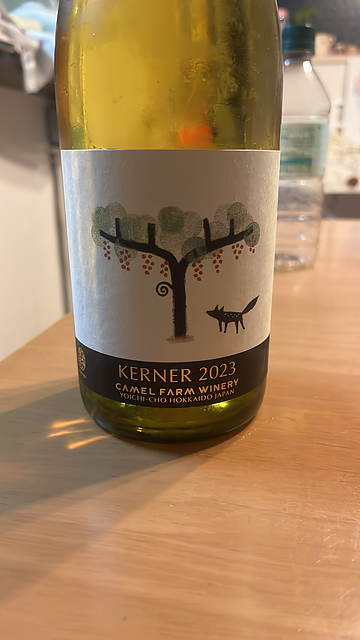 KERNER 2023
CAMEL FARM WINERY
YOICHI-CHO HOKKAIDO JAPAN